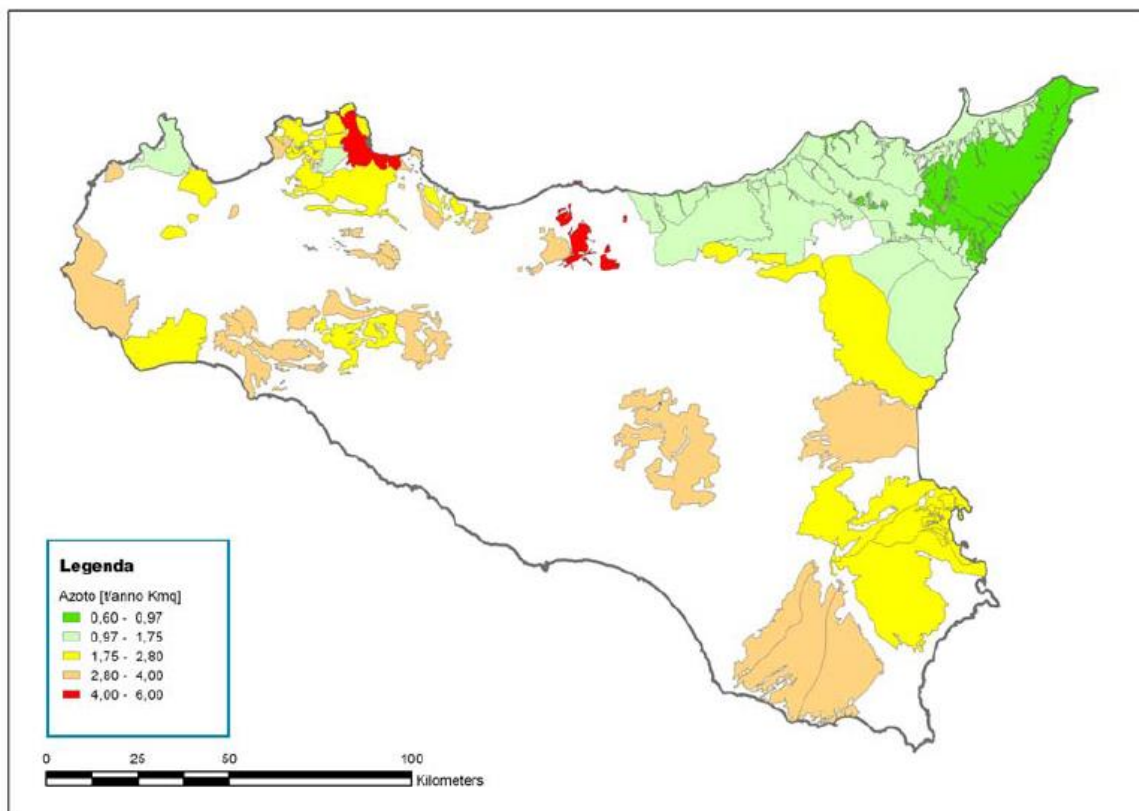 Legenda
Azoto [t/anno Kmq]
0,60 - 0,97
0,97 - 1,75
1,75 - 2,80
2,80 - 4,00
4,00 - 6,00
0 25 50 100
Kilometers